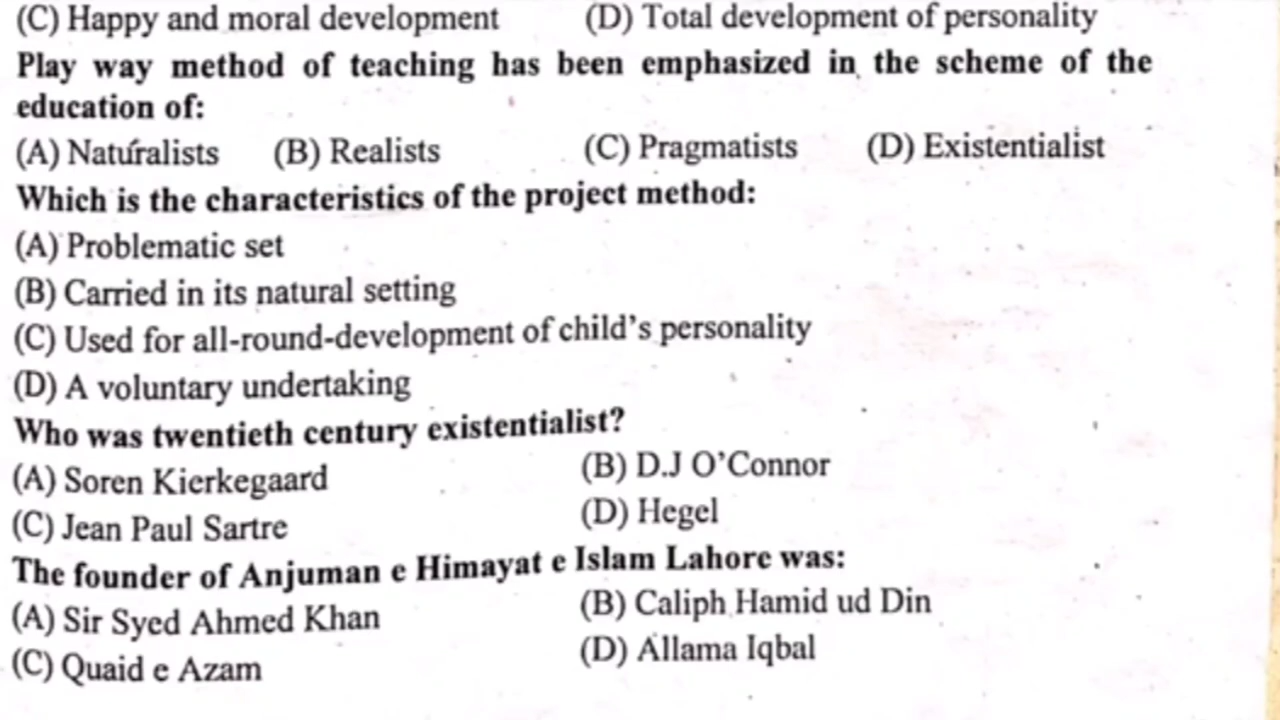 (C) Happy and moral development (D) Total development of personality
Play way method of teaching has been emphasized in the scheme of the
education of:
(A) Naturalists (B) Realists (C) Pragmatists (D) Existentialist
Which is the characteristics of the project method:
(A) Problematic set
(B) Carried in its natural setting
(C) Used for all-round-development of child's personality
(D) A voluntary undertaking
Who was twentieth century existentialist?
(A) Soren Kierkegaard (B) D.J O'Connor
(C) Jean Paul Sartre (D) Hegel
The founder of Anjuman e Himayat e Islam Lahore was:
(A) Sir Syed Ahmed Khan (B) Caliph Hamid ud Din
(C) Quaid e Azam (D) Allama Iqbal